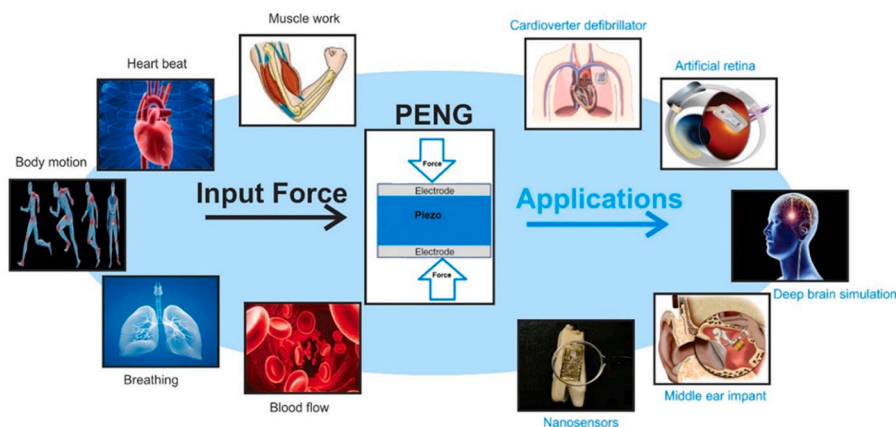 Muscle work
Cardioverter defibrillator
Heart beat
Artificial retina
PENG
Force
Body motion
Input Force
Electrode
Piezo
Electrode
Applications
Force
Deep brain simulation
Breathing
Blood flow
Middle ear impant
Nanosensors